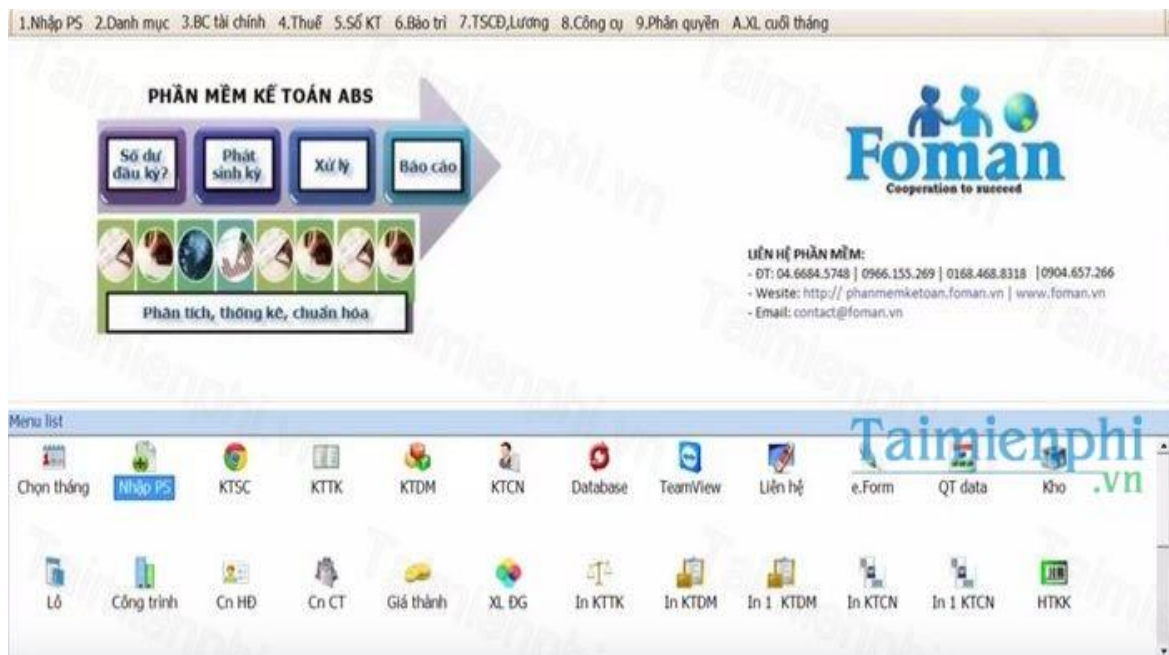 1.Nhập PS 2.Danh mục 3.BC tài chính 4.Thuế 5.Sổ KT 6.Bảo trì 7.TSCĐ,Lương 8.Công cụ 9.Phân quyền A.XL cuối tháng
PHẦN MỀM KẾ TOÁN ABS
Số dư
đầu kỳ?
Phát
sinh kỳ
Xử lý
Báo cáo
Phân tích, thống kê, chuẩn hóa
Foman
Cooperation to succeed
LIÊN HỆ PHẦN MỀM:
- ĐT: 04.6684.5748 | 0966.155.269 | 0168.468.8318 |0904.657.266
- Wesite: http:// phanmemketoan.foman.vn | www.foman.vn
- Email: contact@foman.vn
Menu list
Taimienphi
.vn
Chọn tháng Nhập PS KTSC KTTK KTDM KTCN Database TeamView Liên hệ e.Form QT data Kho
Lô Công trình Cn HĐ Cn CT Giá thành XL ĐG In KTTK In KTDM In 1 KTDM In KTCN In 1 KTCN HTKK